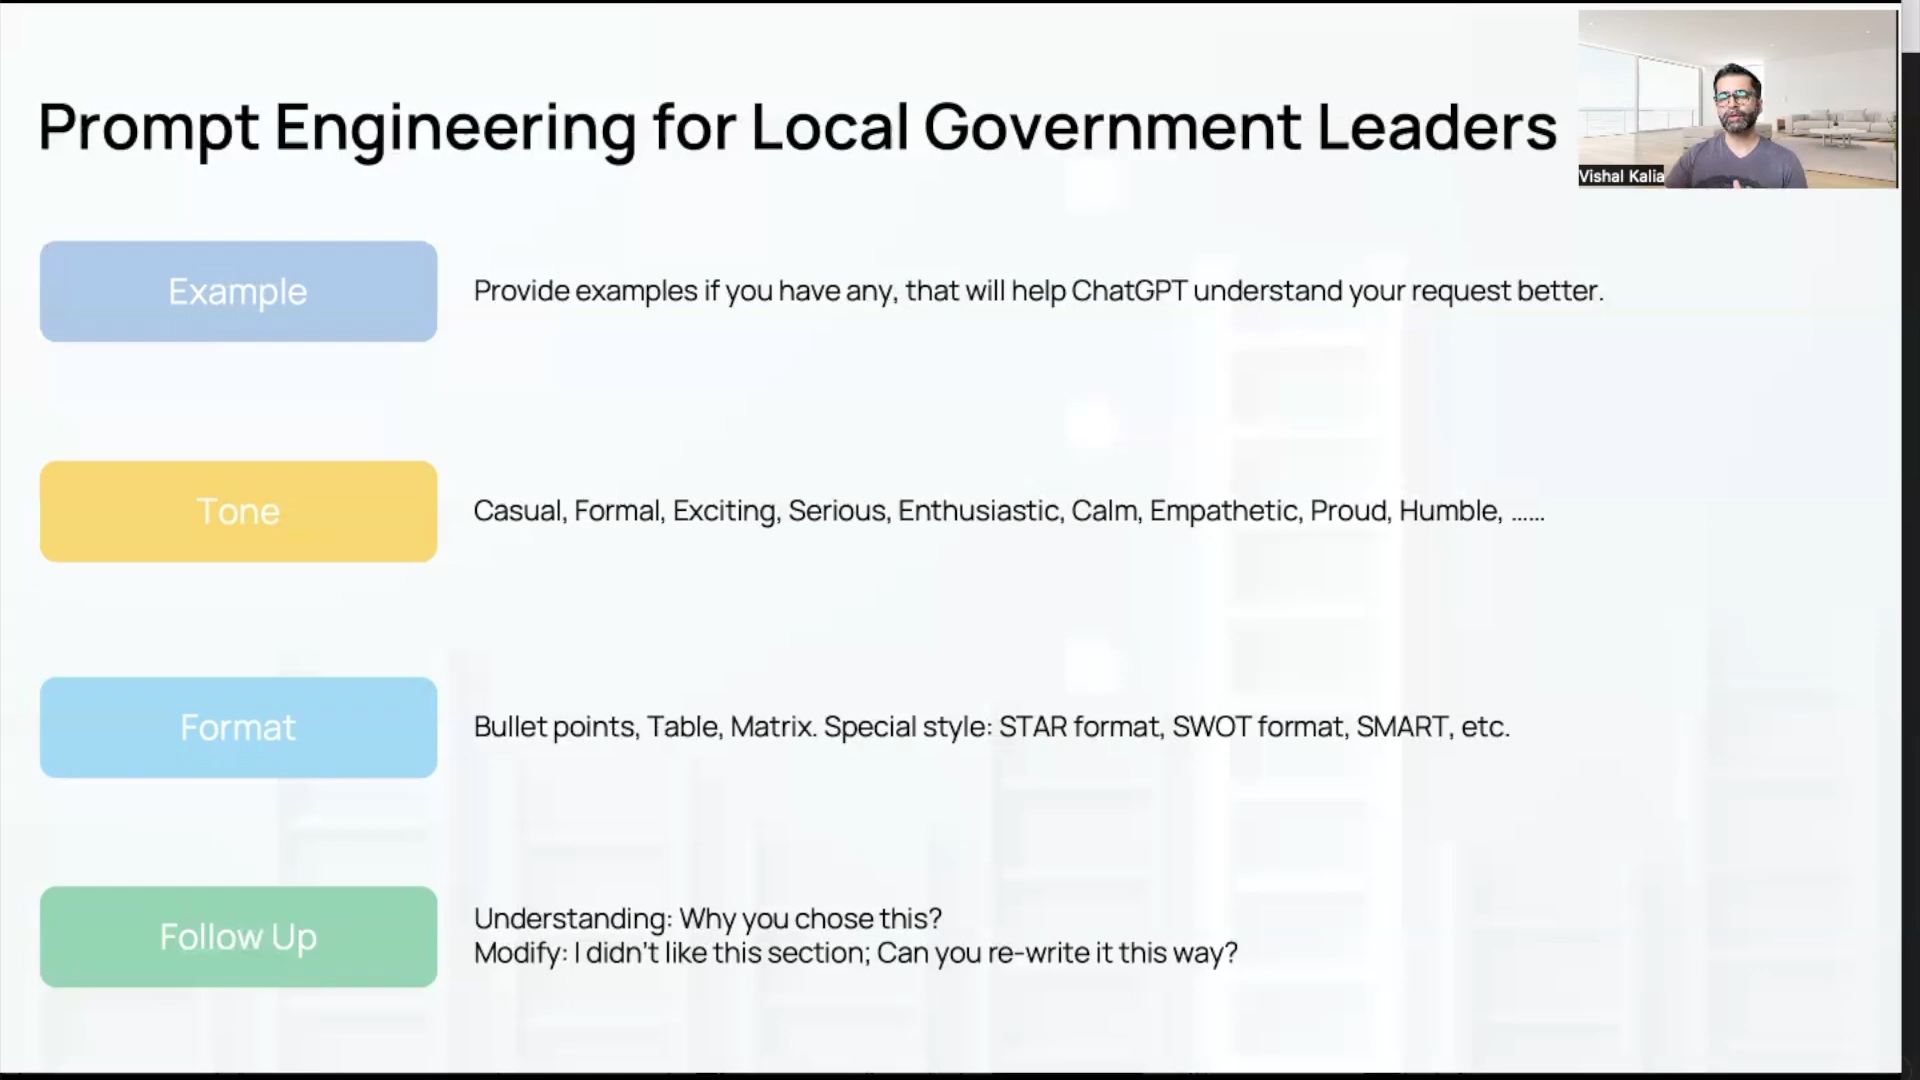 Prompt Engineering for Local Government Leaders
Vishal Kalia
Example
Provide examples if you have any, that will help ChatGPT understand your request better.
Tone
Casual, Formal, Exciting, Serious, Enthusiastic, Calm, Empathetic, Proud, Humble, ......
Format
Bullet points, Table, Matrix. Special style: STAR format, SWOT format, SMART, etc.
Follow Up
Understanding: Why you chose this?
Modify: I didn't like this section; Can you re-write it this way?